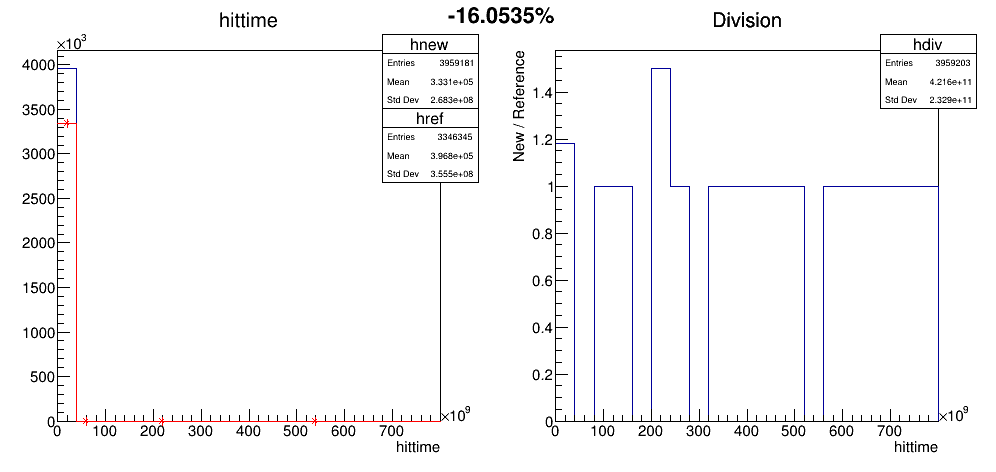 -16.0535%
hittime
×10³
hnew
Entries 3959181
Mean 3.331e+05
Std Dev 2.683e+08
href
Entries 3346345
Mean 3.968e+05
Std Dev 3.555e+08
4000
3500
3000
2500
2000
1500
1000
500
0
0 100 200 300 400 500 600 700
×10⁹
hittime
Division
hdiv
Entries 3959203
Mean 4.216e+11
Std Dev 2.329e+11
New / Reference
1.4
1.2
1
0.8
0.6
0.4
0.2
0
0 100 200 300 400 500 600 700
×10⁹
hittime